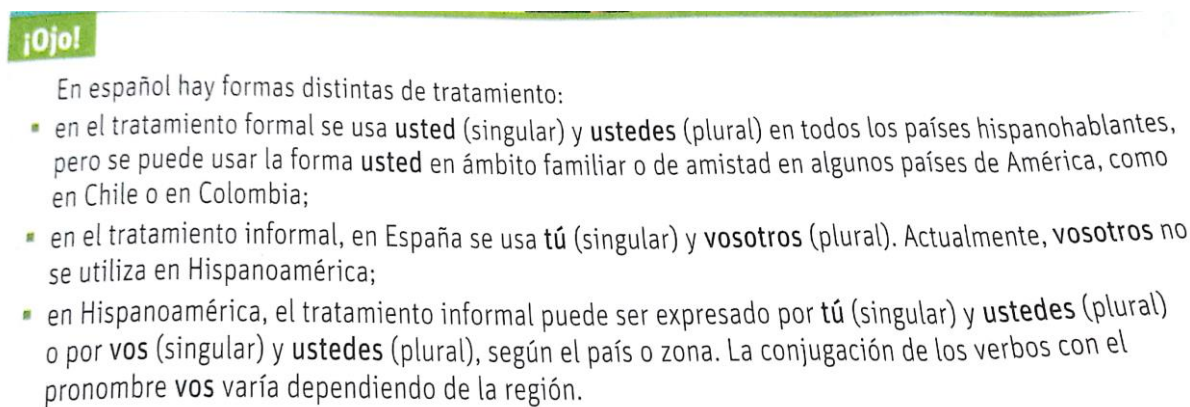 ¡Ojo!
En español hay formas distintas de tratamiento:
▪ en el tratamiento formal se usa usted (singular) y ustedes (plural) en todos los países hispanohablantes,
pero se puede usar la forma usted en ámbito familiar o de amistad en algunos países de América, como
en Chile o en Colombia;
▪ en el tratamiento informal, en España se usa tú (singular) y vosotros (plural). Actualmente, vosotros no
se utiliza en Hispanoamérica;
▪ en Hispanoamérica, el tratamiento informal puede ser expresado por tú (singular) y ustedes (plural)
o por vos (singular) y ustedes (plural), según el país o zona. La conjugación de los verbos con el
pronombre vos varía dependiendo de la región.